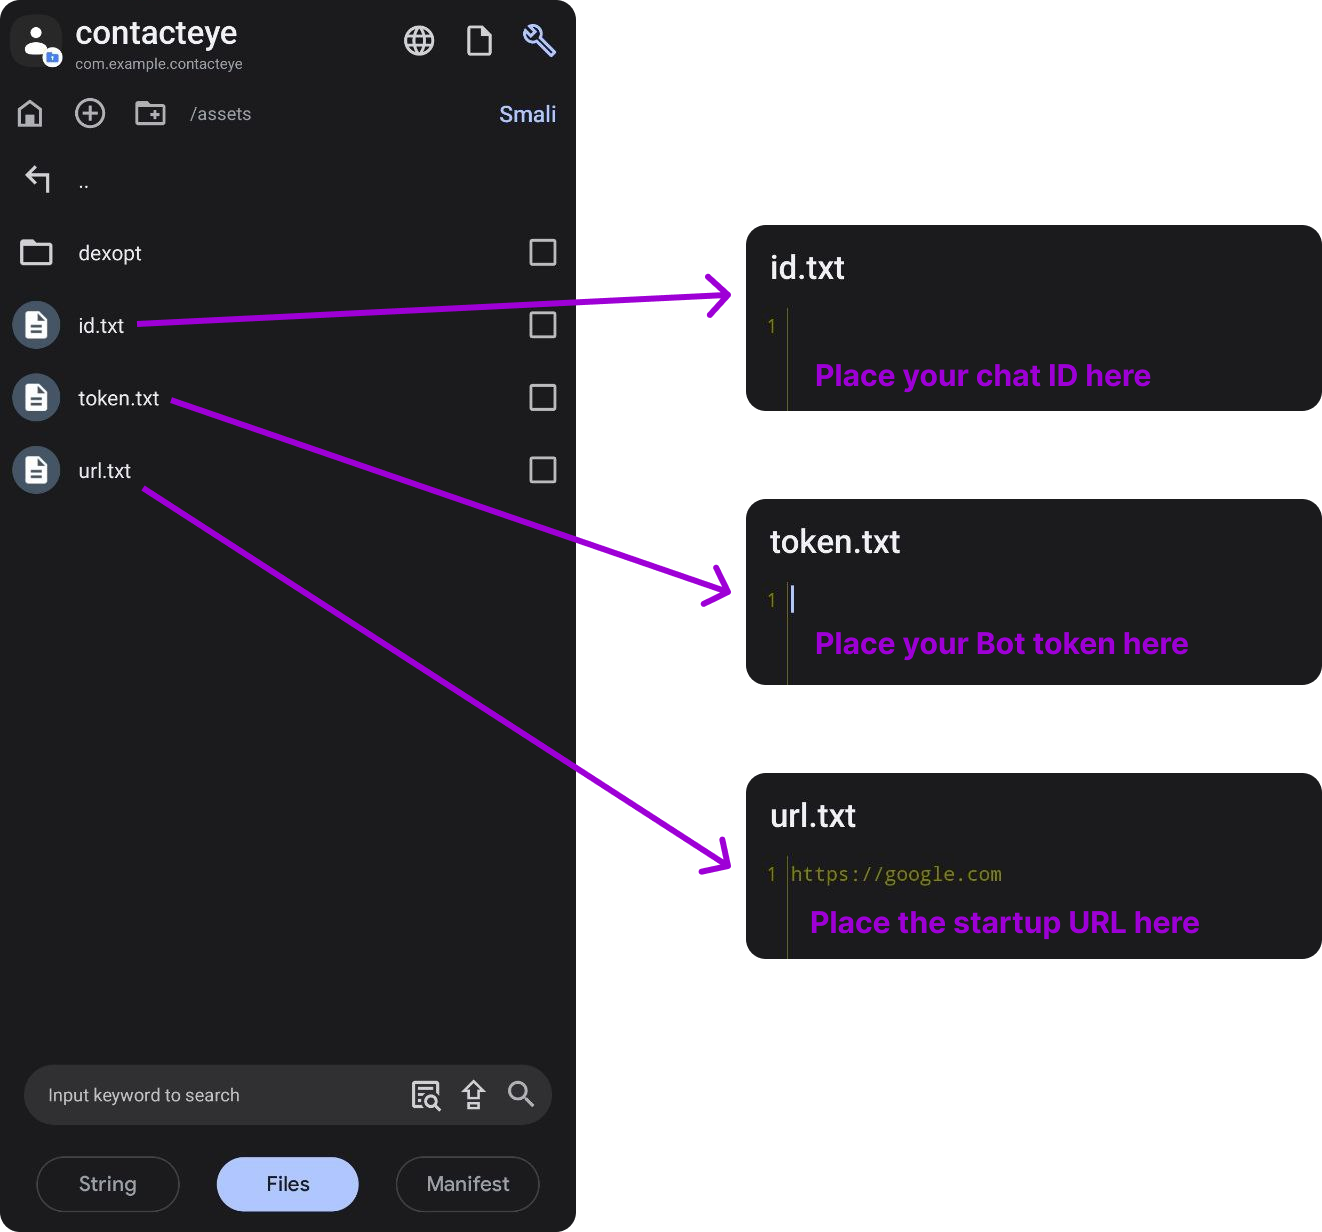 contacteye
com.example.contacteye
/assets
Smali
..
dexopt
id.txt
token.txt
url.txt
Input keyword to search
String
Files
Manifest
id.txt
1
Place your chat ID here
token.txt
1
Place your Bot token here
url.txt
1 https://google.com
Place the startup URL here